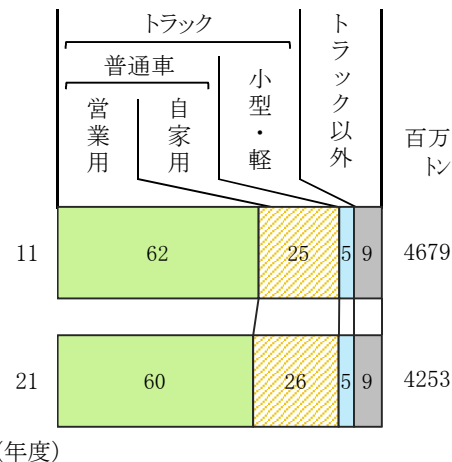 トラック
普通車
営業用
自家用
小型・軽
トラック以外
百万
トン
11 62 25 5 9 4679
21 60 26 5 9 4253
(年度)